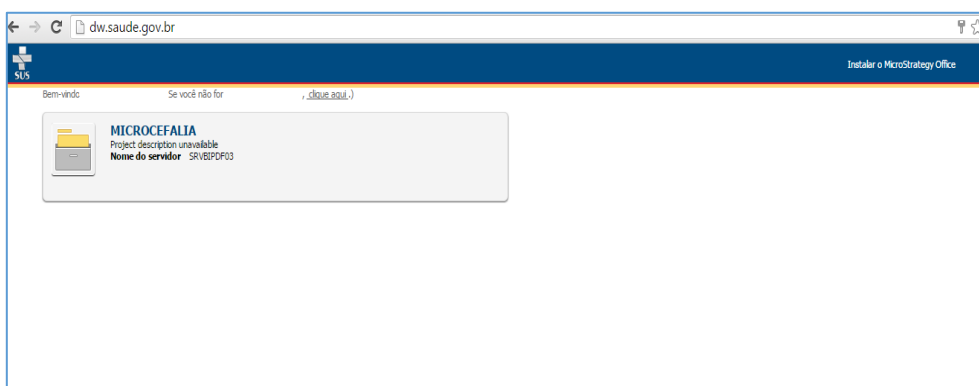 dw.saude.gov.br
SUS
Instalar o MicroStrategy Office
Bem-vindo Se você não for , clique aqui.)
MICROCEFALIA
Project description unavailable
Nome do servidor SRVBIPDF03